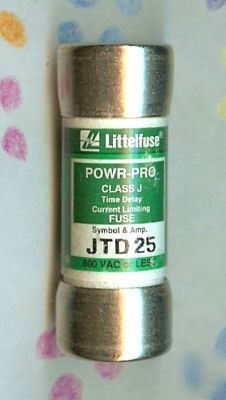 Littelfuse®
POWR-PRO
CLASS J
Time Delay
Current Limiting
FUSE
Symbol & Amp.
JTD 25
600 VAC or LESS